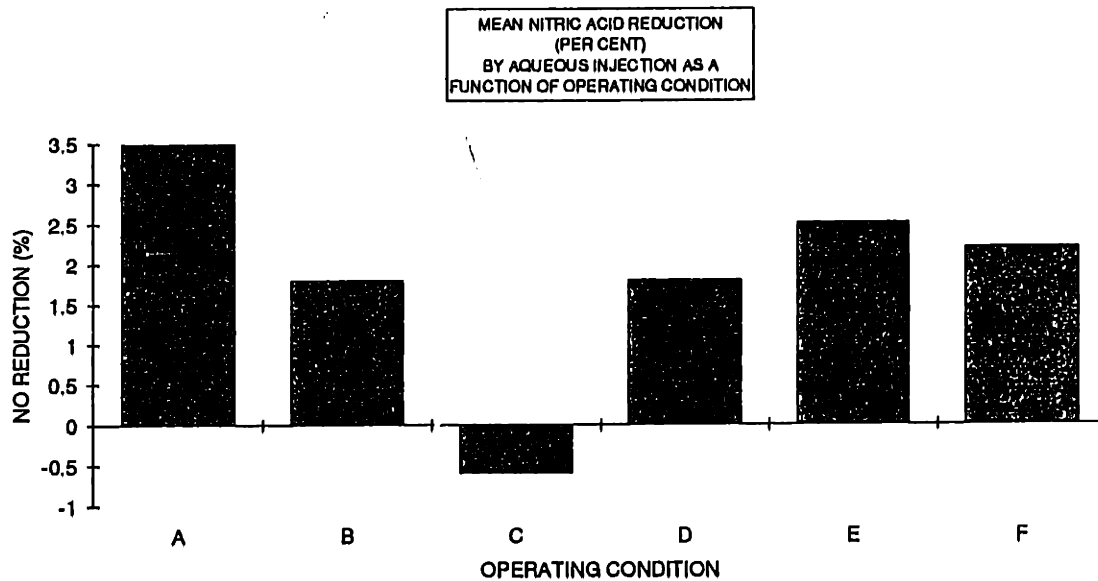 MEAN NITRIC ACID REDUCTION
(PER CENT)
BY AQUEOUS INJECTION AS A
FUNCTION OF OPERATING CONDITION
3.5
3
2.5
2
1.5
1
0.5
0
-0.5
-1
NO REDUCTION (%)
A B C D E F
OPERATING CONDITION